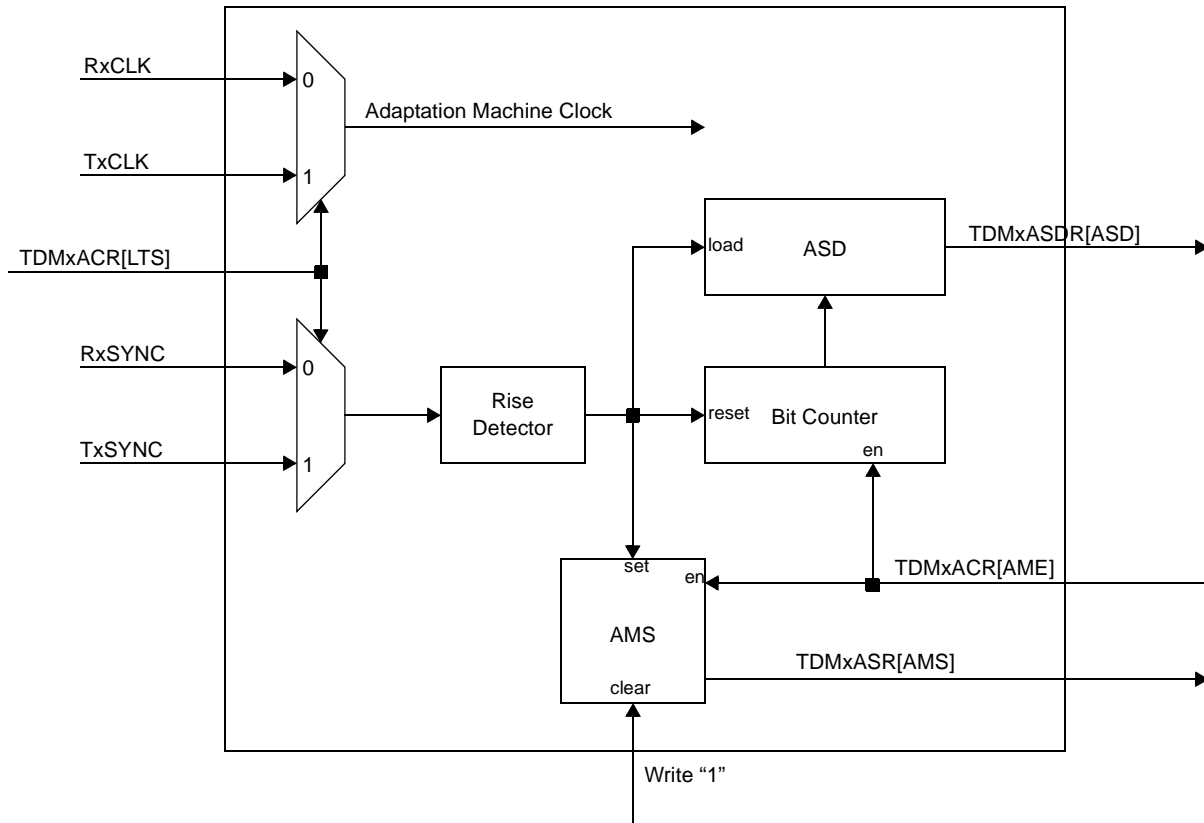 RxCLK
0
Adaptation Machine Clock
TxCLK
1
TDMxACR[LTS]
load
ASD
TDMxASDR[ASD]
RxSYNC
0
Rise
Detector
reset
Bit Counter
en
TxSYNC
1
set
en
TDMxACR[AME]
AMS
TDMxASR[AMS]
clear
Write “1”